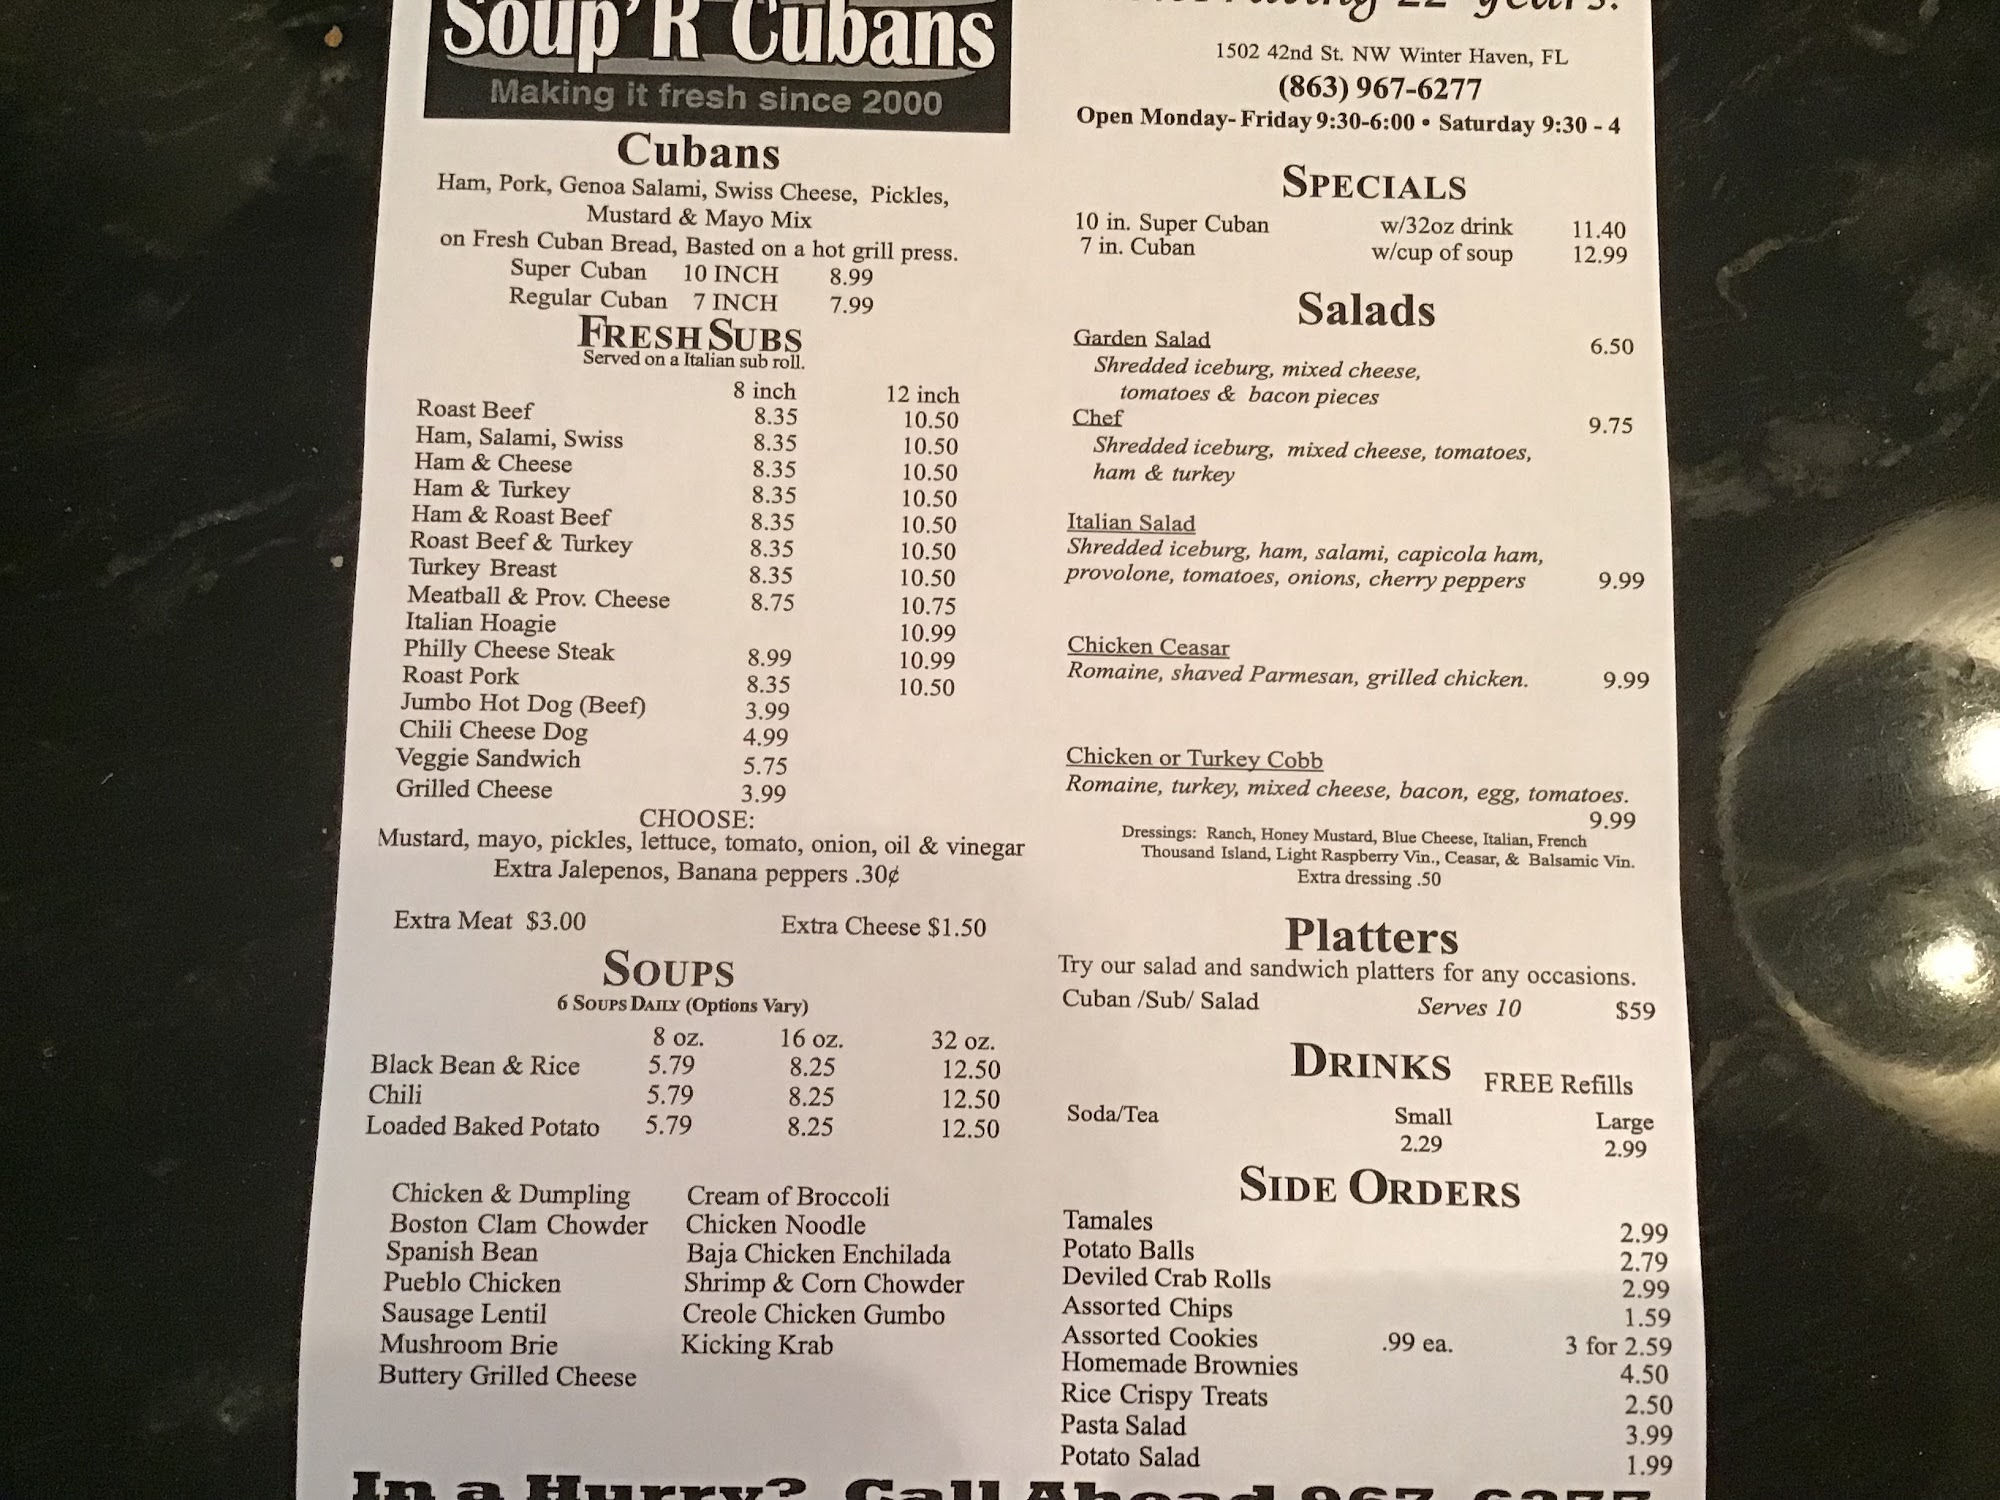 Soup'R Cubans
Making it fresh since 2000
Cubans
Ham, Pork, Genoa Salami, Swiss Cheese, Pickles,
Mustard & Mayo Mix
on Fresh Cuban Bread, Basted on a hot grill press.
Super Cuban 10 INCH 8.99
Regular Cuban 7 INCH 7.99
FRESH SUBS
Served on a Italian sub roll.
8 inch 12 inch
Roast Beef 8.35 10.50
Ham, Salami, Swiss 8.35 10.50
Ham & Cheese 8.35 10.50
Ham & Turkey 8.35 10.50
Ham & Roast Beef 8.35 10.50
Roast Beef & Turkey 8.35 10.50
Turkey Breast 8.35 10.50
Meatball & Prov. Cheese 8.75 10.75
Italian Hoagie 10.99
Philly Cheese Steak 8.99 10.99
Roast Pork 8.35 10.50
Jumbo Hot Dog (Beef) 3.99
Chili Cheese Dog 4.99
Veggie Sandwich 5.75
Grilled Cheese 3.99
CHOOSE:
Mustard, mayo, pickles, lettuce, tomato, onion, oil & vinegar
Extra Jalepenos, Banana peppers .30¢
Extra Meat $3.00 Extra Cheese $1.50
SOUPS
6 SOUPS DAILY (Options Vary)
8 oz. 16 oz. 32 oz.
Black Bean & Rice 5.79 8.25 12.50
Chili 5.79 8.25 12.50
Loaded Baked Potato 5.79 8.25 12.50
Chicken & Dumpling Cream of Broccoli
Boston Clam Chowder Chicken Noodle
Spanish Bean Baja Chicken Enchilada
Pueblo Chicken Shrimp & Corn Chowder
Sausage Lentil Creole Chicken Gumbo
Mushroom Brie Kicking Krab
Buttery Grilled Cheese
22 years!
1502 42nd St. NW Winter Haven, FL
(863) 967-6277
Open Monday- Friday 9:30-6:00 • Saturday 9:30 - 4
SPECIALS
10 in. Super Cuban w/32oz drink 11.40
7 in. Cuban w/cup of soup 12.99
Salads
Garden Salad 6.50
Shredded iceburg, mixed cheese,
tomatoes & bacon pieces
Chef 9.75
Shredded iceburg, mixed cheese, tomatoes,
ham & turkey
Italian Salad
Shredded iceburg, ham, salami, capicola ham,
provolone, tomatoes, onions, cherry peppers 9.99
Chicken Ceasar
Romaine, shaved Parmesan, grilled chicken. 9.99
Chicken or Turkey Cobb
Romaine, turkey, mixed cheese, bacon, egg, tomatoes.
9.99
Dressings: Ranch, Honey Mustard, Blue Cheese, Italian, French
Thousand Island, Light Raspberry Vin., Ceasar, & Balsamic Vin.
Extra dressing .50
Platters
Try our salad and sandwich platters for any occasions.
Cuban /Sub/ Salad Serves 10 $59
DRINKS FREE Refills
Soda/Tea Small Large
2.29 2.99
SIDE ORDERS
Tamales 2.99
Potato Balls 2.79
Deviled Crab Rolls 2.99
Assorted Chips 1.59
Assorted Cookies .99 ea. 3 for 2.59
Homemade Brownies 4.50
Rice Crispy Treats 2.50
Pasta Salad 3.99
Potato Salad 1.99
In a Hurry? Call Ahead 967-6277